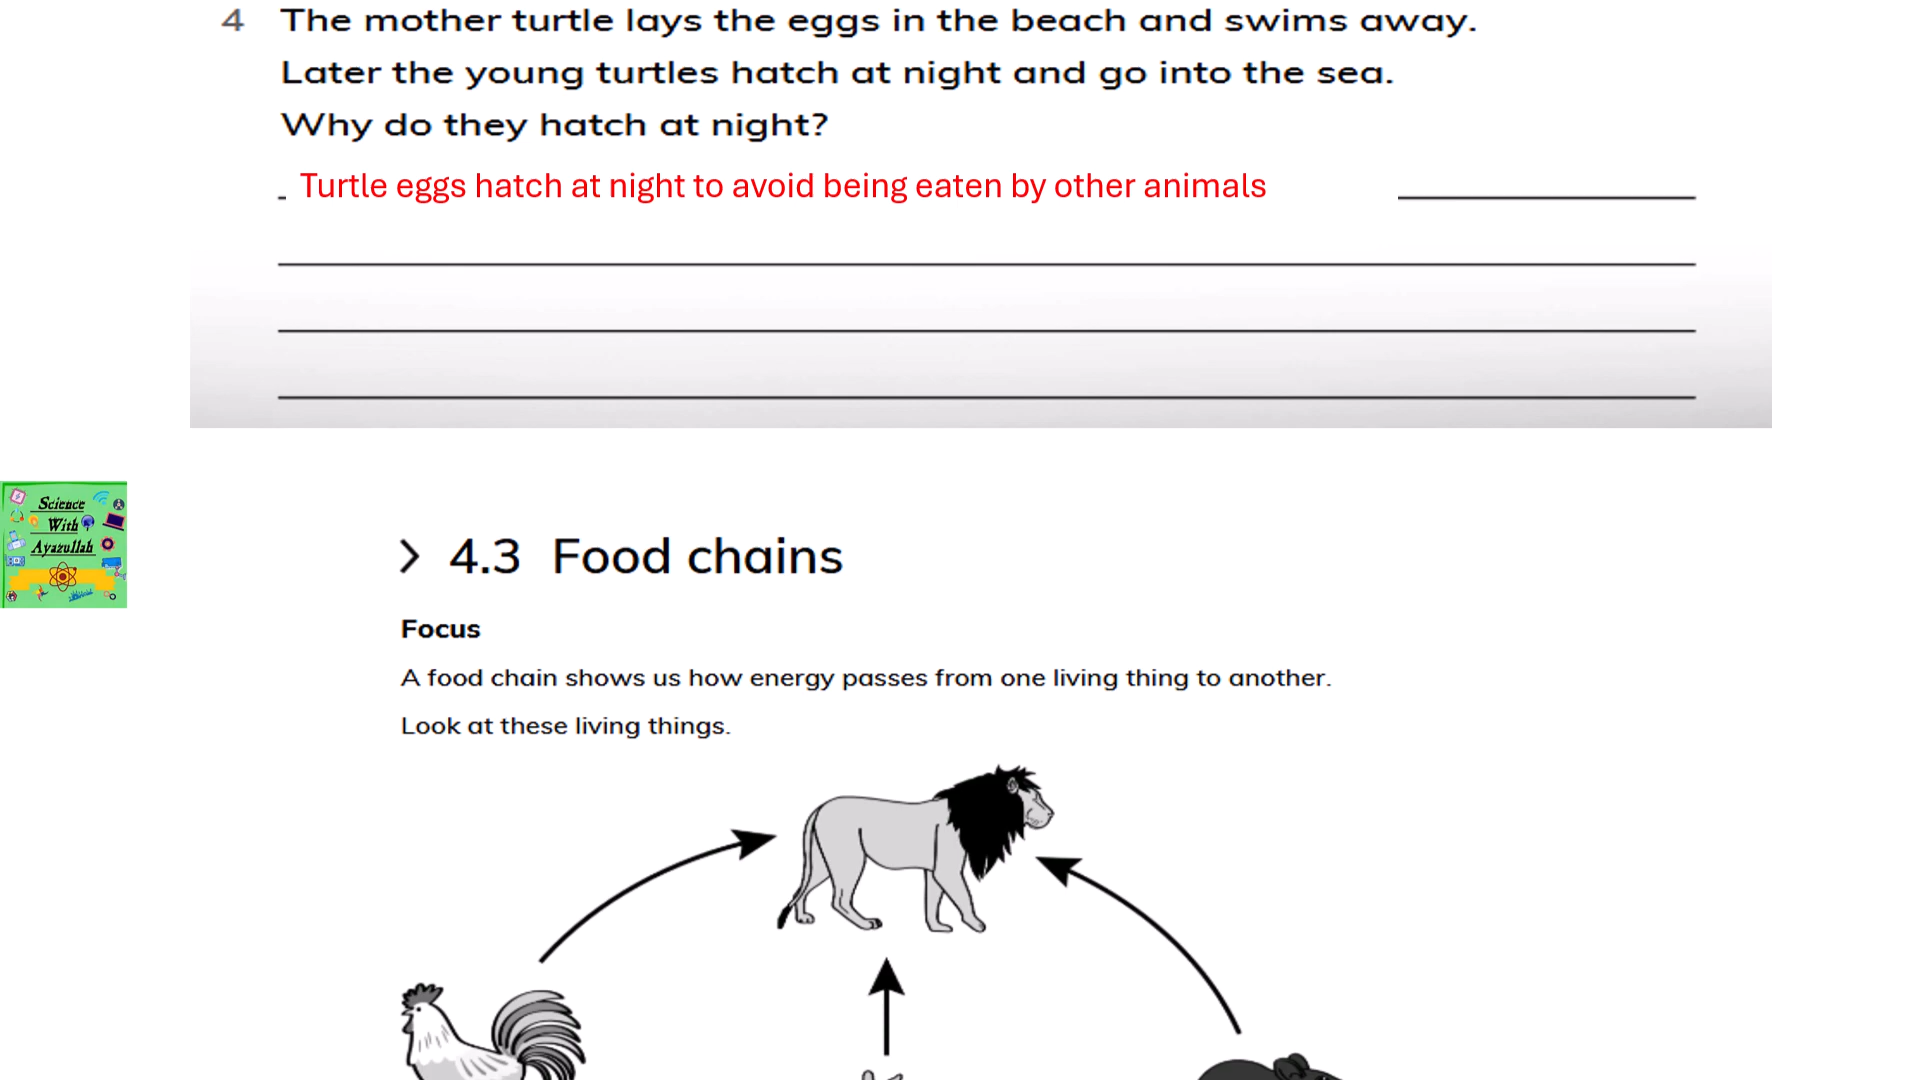 4 The mother turtle lays the eggs in the beach and swims away.
Later the young turtles hatch at night and go into the sea.
Why do they hatch at night?
Turtle eggs hatch at night to avoid being eaten by other animals
Science
With
Ayazullah
> 4.3 Food chains
Focus
A food chain shows us how energy passes from one living thing to another.
Look at these living things.